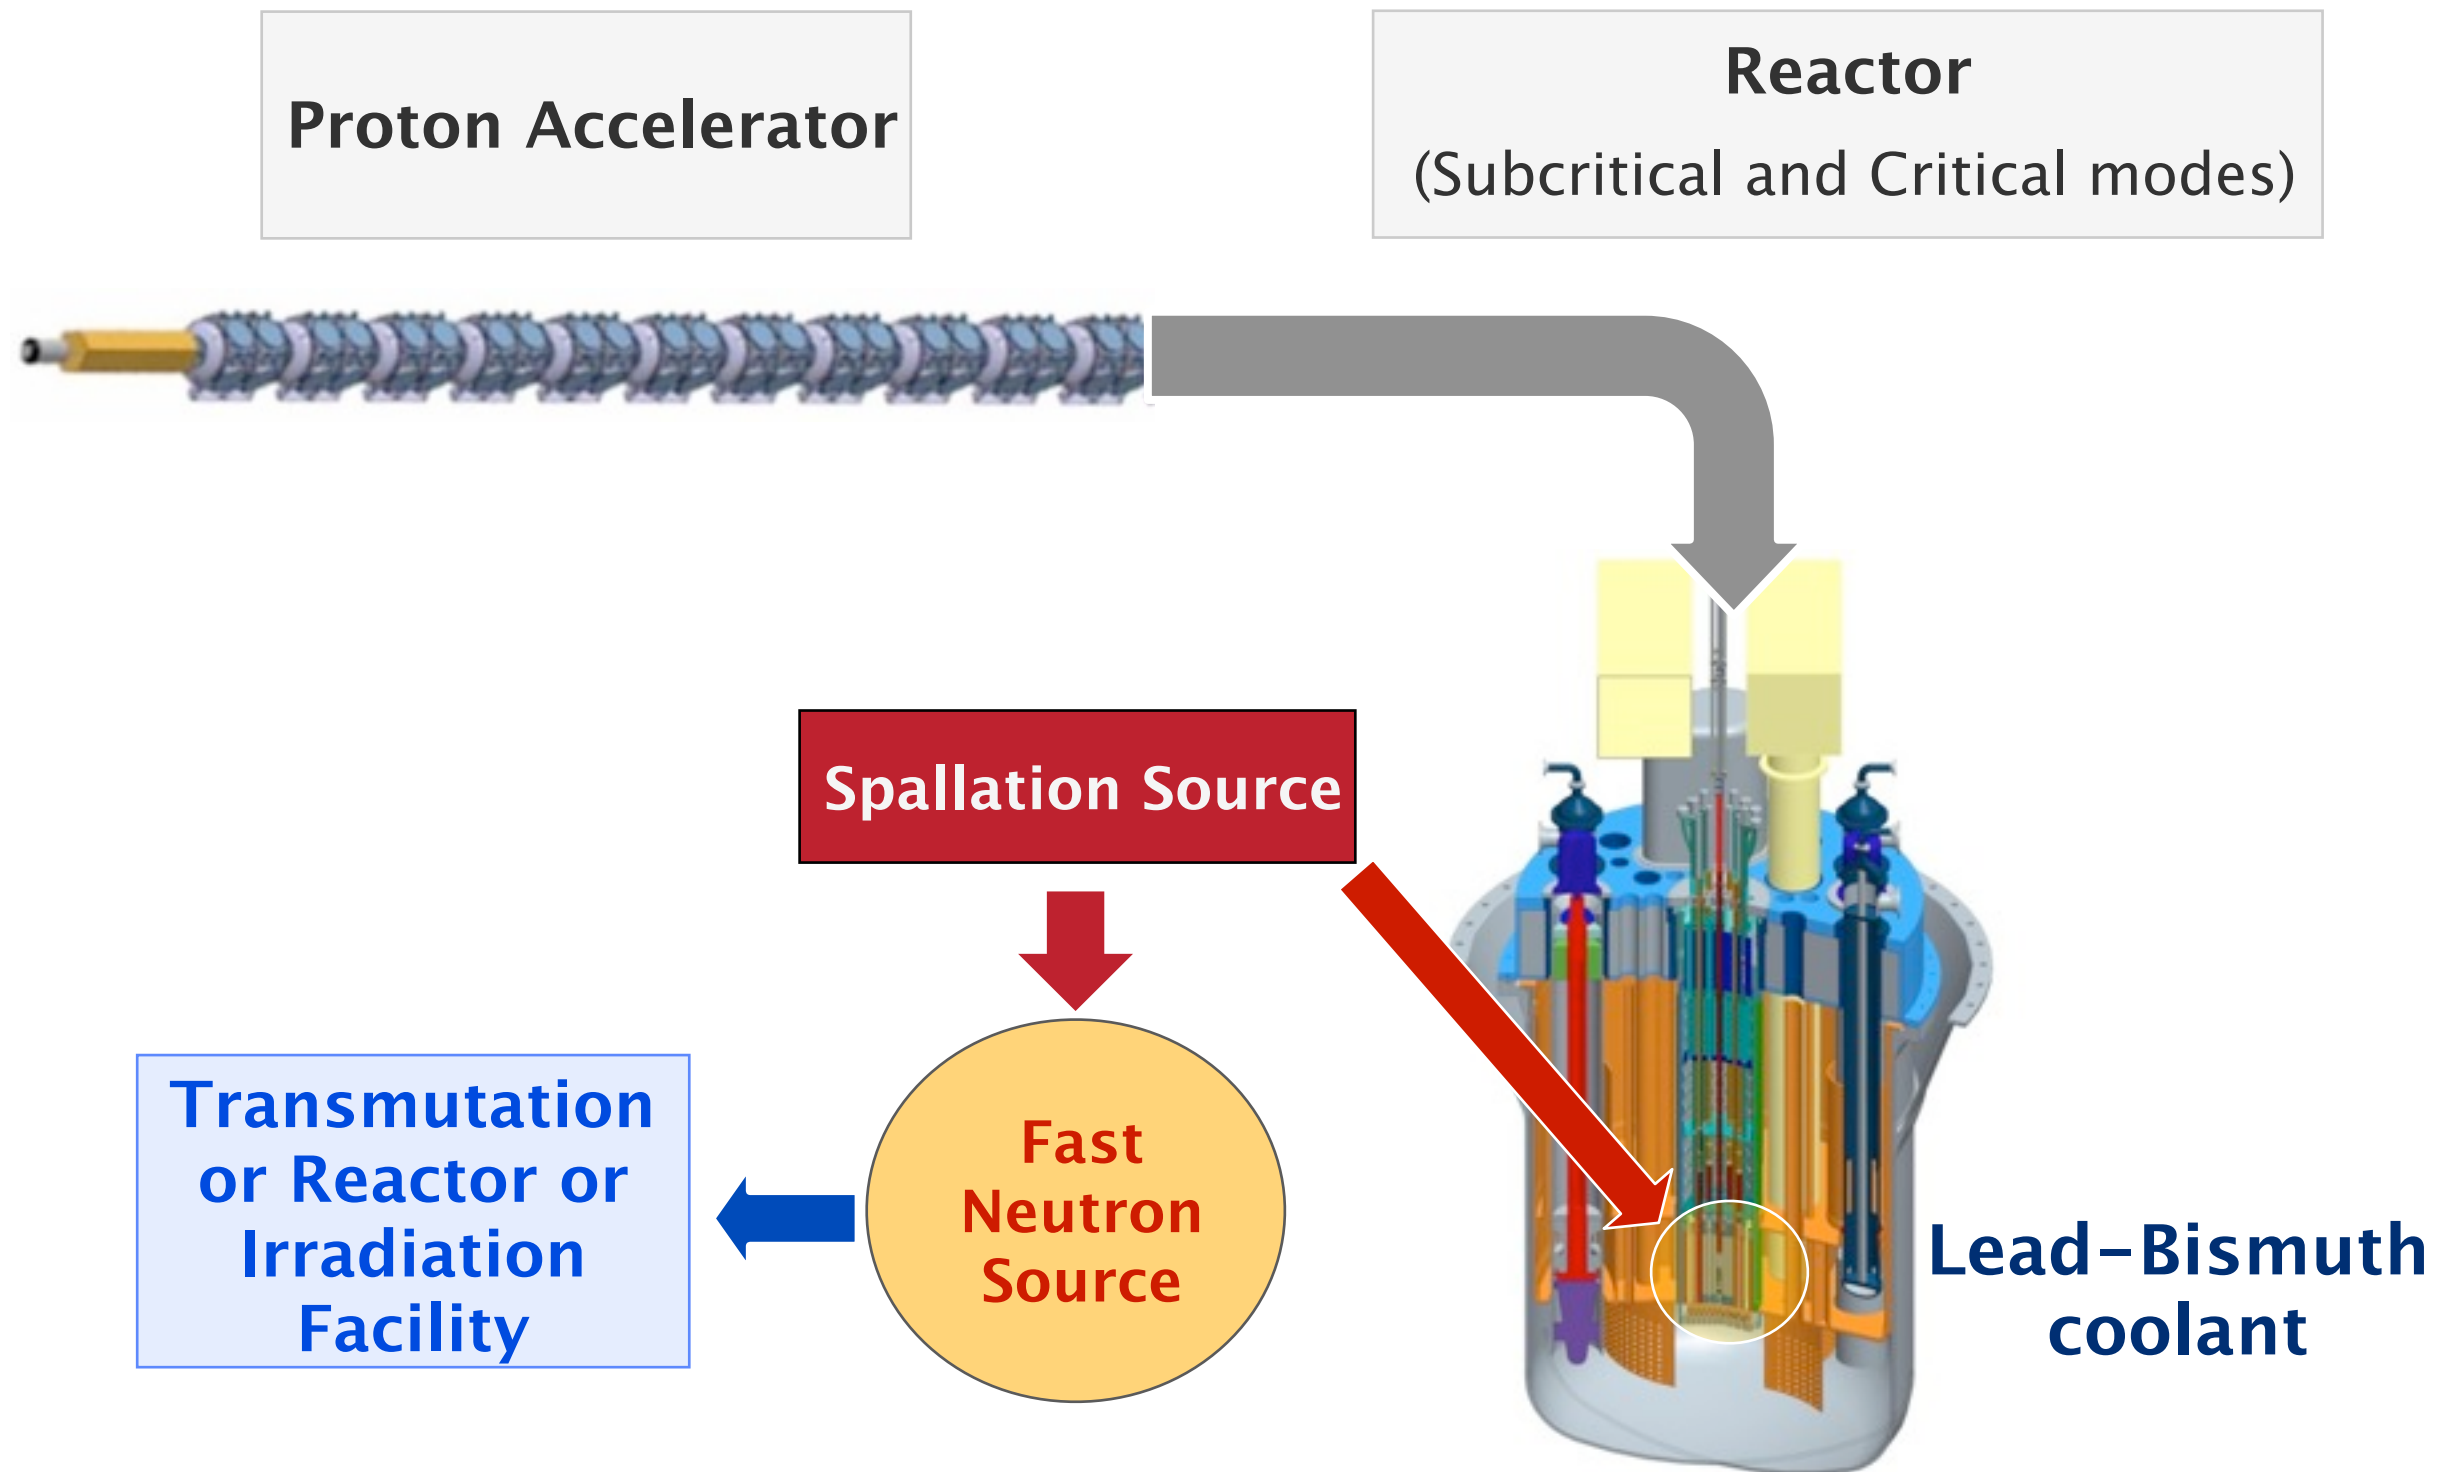 Proton Accelerator
Reactor
(Subcritical and Critical modes)
Spallation Source
Fast
Neutron
Source
Transmutation
or Reactor or
Irradiation
Facility
Lead-Bismuth
coolant